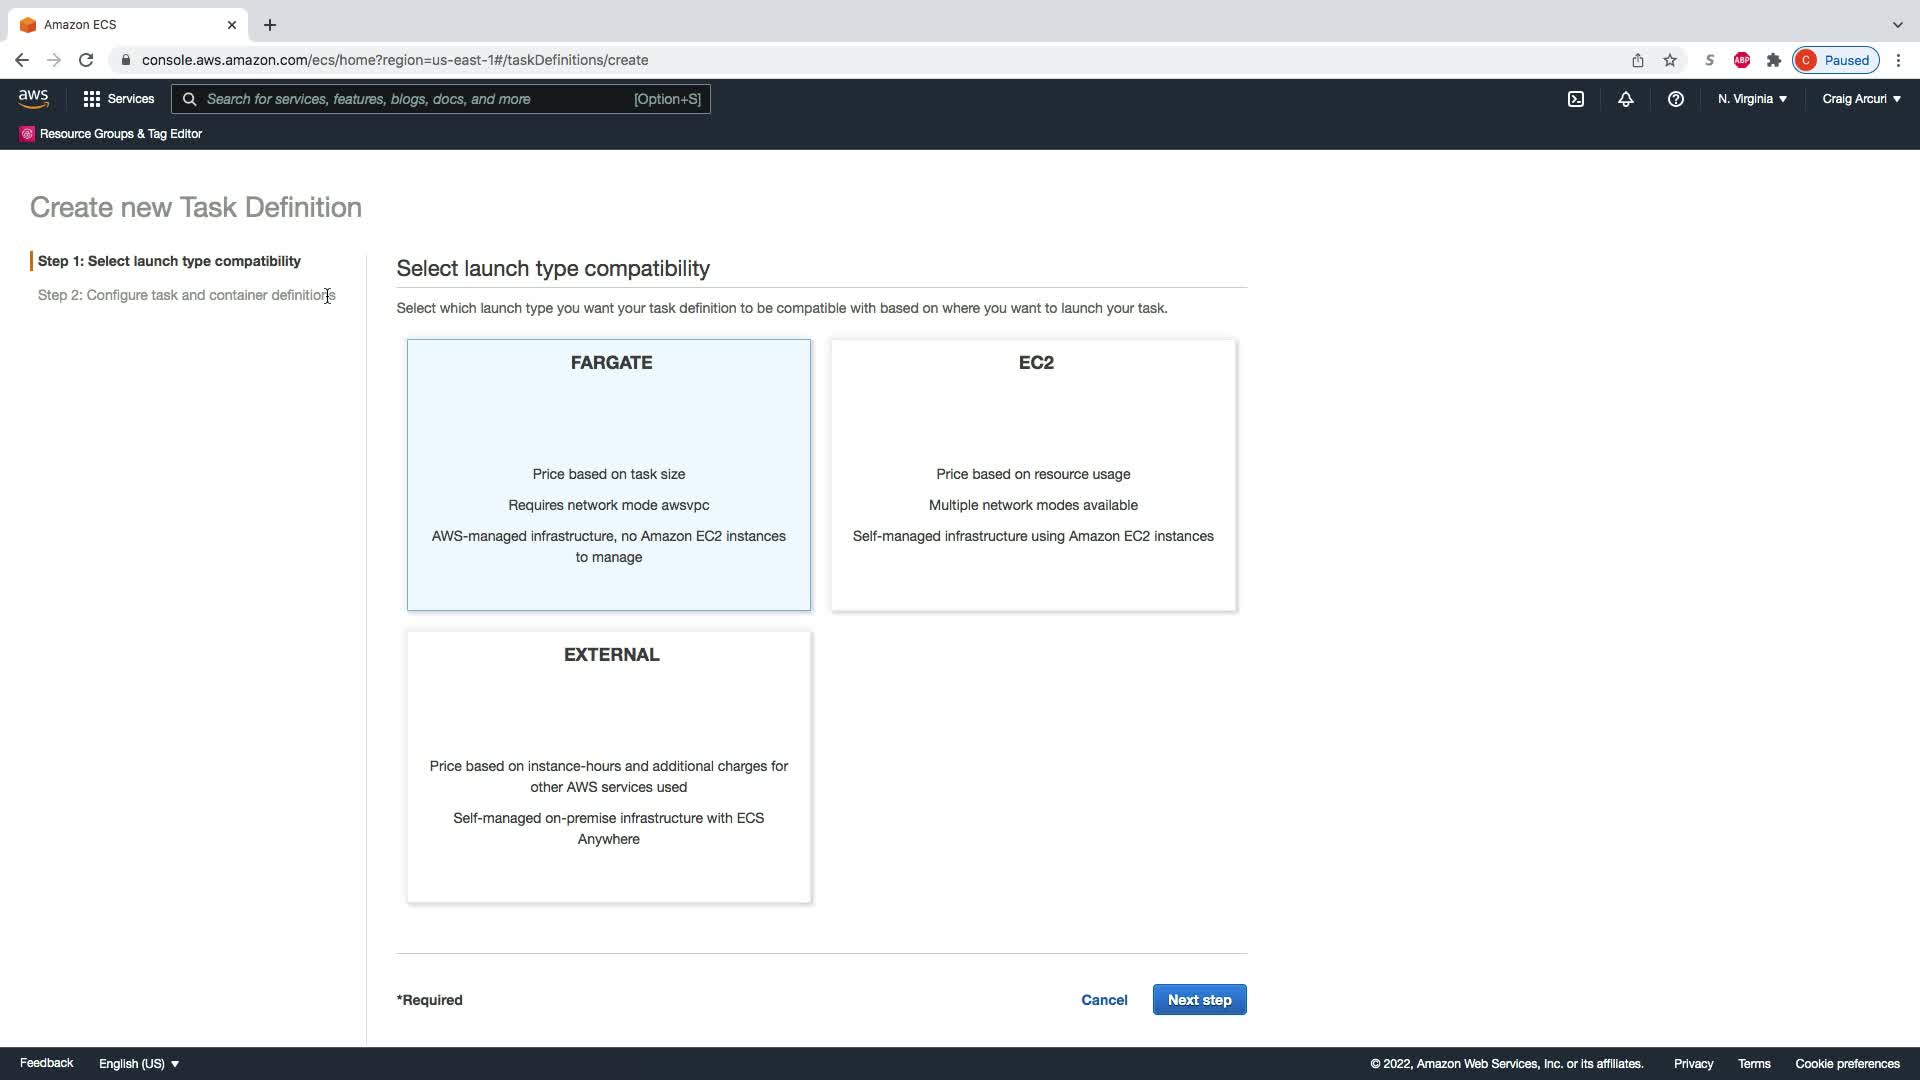 Amazon ECS
console.aws.amazon.com/ecs/home?region=us-east-1#/taskDefinitions/create
S
ABP
C
Paused
aws
Services
Search for services, features, blogs, docs, and more
[Option+S]
N. Virginia
Craig Arcuri
Resource Groups & Tag Editor
Create new Task Definition
Step 1: Select launch type compatibility
Step 2: Configure task and container definitions
Select launch type compatibility
Select which launch type you want your task definition to be compatible with based on where you want to launch your task.
FARGATE
Price based on task size
Requires network mode awsvpc
AWS-managed infrastructure, no Amazon EC2 instances
to manage
EC2
Price based on resource usage
Multiple network modes available
Self-managed infrastructure using Amazon EC2 instances
EXTERNAL
Price based on instance-hours and additional charges for
other AWS services used
Self-managed on-premise infrastructure with ECS
Anywhere
*Required
Cancel
Next step
Feedback
English (US)
© 2022, Amazon Web Services, Inc. or its affiliates.
Privacy
Terms
Cookie preferences